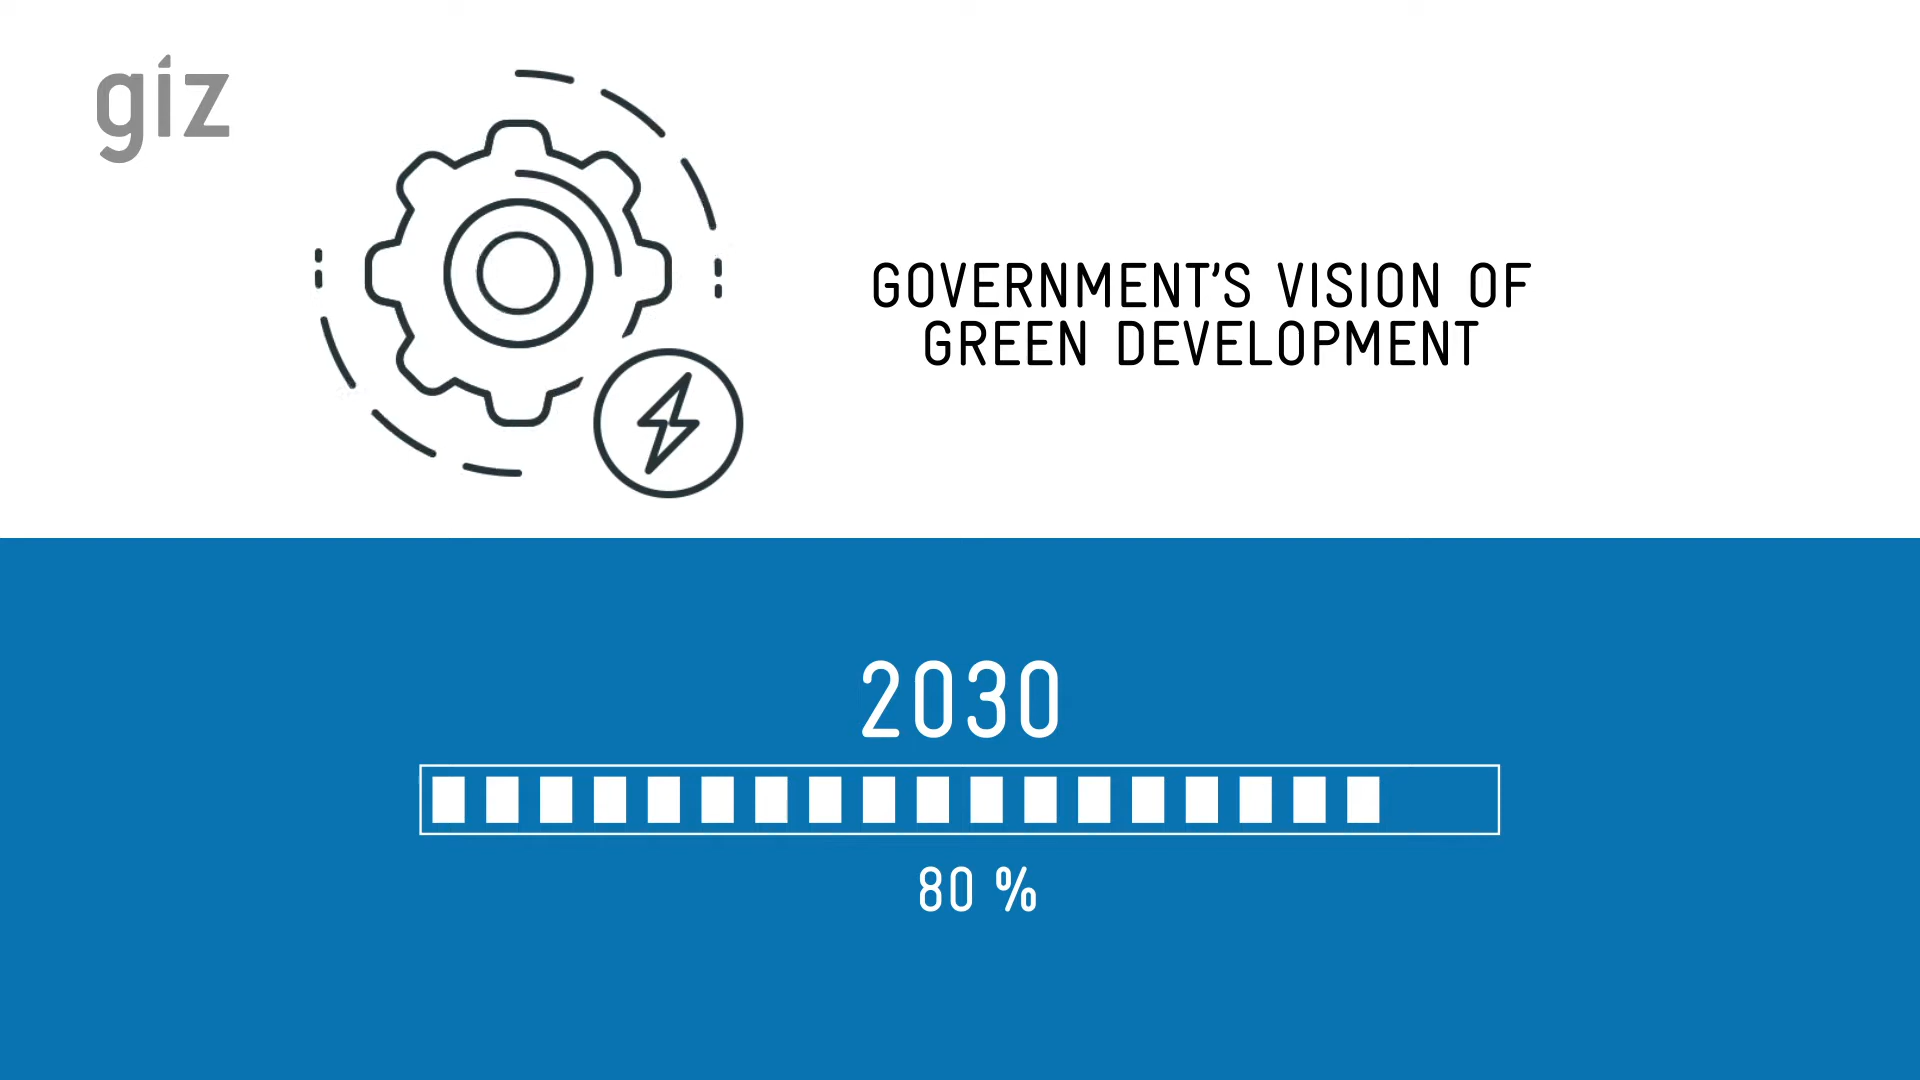 giz
GOVERNMENT'S VISION OF
GREEN DEVELOPMENT
2030
80 %